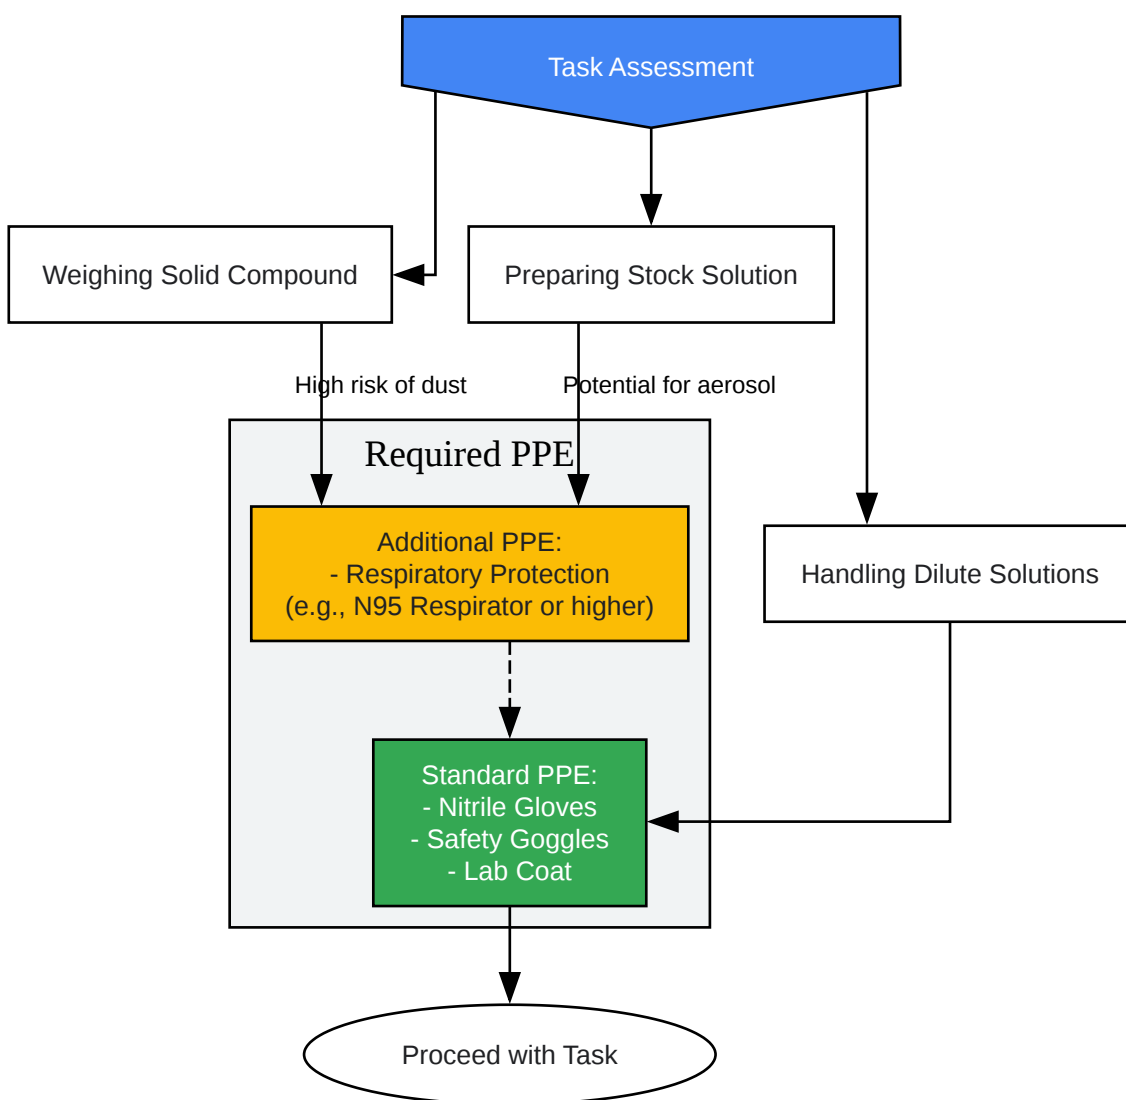 Task Assessment
Weighing Solid Compound
Preparing Stock Solution
High risk of dust
Potential for aerosol
Required PPE
Additional PPE:
- Respiratory Protection
(e.g., N95 Respirator or higher)
Handling Dilute Solutions
Standard PPE:
- Nitrile Gloves
- Safety Goggles
- Lab Coat
Proceed with Task